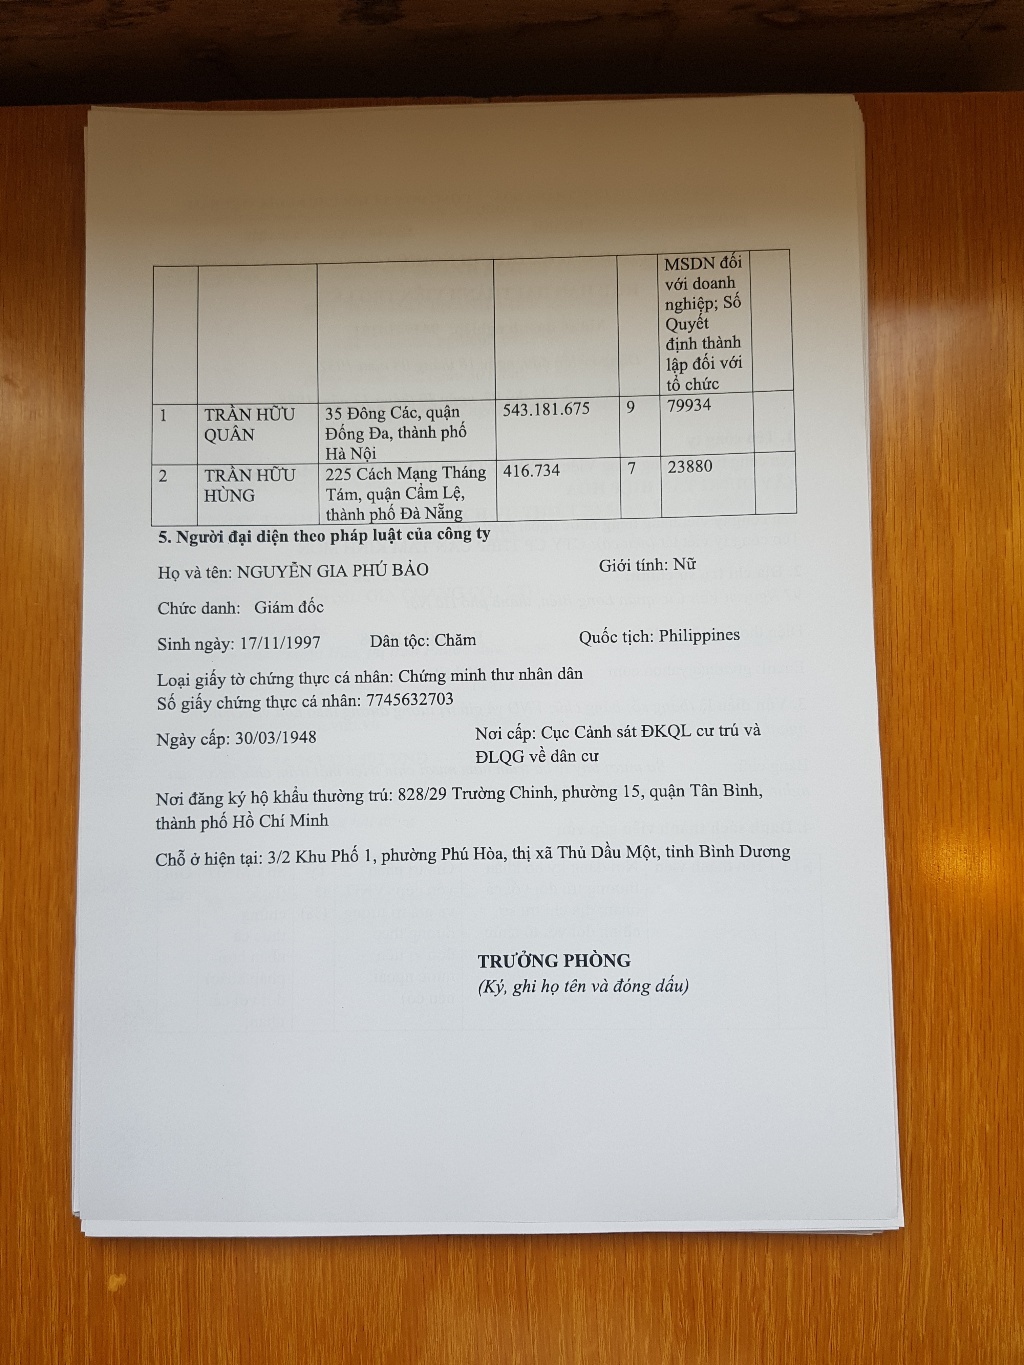 MSDN đối
với doanh
nghiệp; Số
Quyết
định thành
lập đối với
tổ chức
1 TRẦN HỮU QUÂN 35 Đông Các, quận Đống Đa, thành phố Hà Nội 543.181.675 9 79934
2 TRẦN HỮU HÙNG 225 Cách Mạng Tháng Tám, quận Cẩm Lệ, thành phố Đà Nẵng 416.734 7 23880
5. Người đại diện theo pháp luật của công ty
Họ và tên: NGUYỄN GIA PHÚ BẢO Giới tính: Nữ
Chức danh: Giám đốc
Sinh ngày: 17/11/1997 Dân tộc: Chăm Quốc tịch: Philippines
Loại giấy tờ chứng thực cá nhân: Chứng minh thư nhân dân
Số giấy chứng thực cá nhân: 7745632703
Ngày cấp: 30/03/1948 Nơi cấp: Cục Cảnh sát ĐKQL cư trú và
ĐLQG về dân cư
Nơi đăng ký hộ khẩu thường trú: 828/29 Trường Chinh, phường 15, quận Tân Bình,
thành phố Hồ Chí Minh
Chỗ ở hiện tại: 3/2 Khu Phố 1, phường Phú Hòa, thị xã Thủ Dầu Một, tỉnh Bình Dương
TRƯỞNG PHÒNG
(Ký, ghi họ tên và đóng dấu)